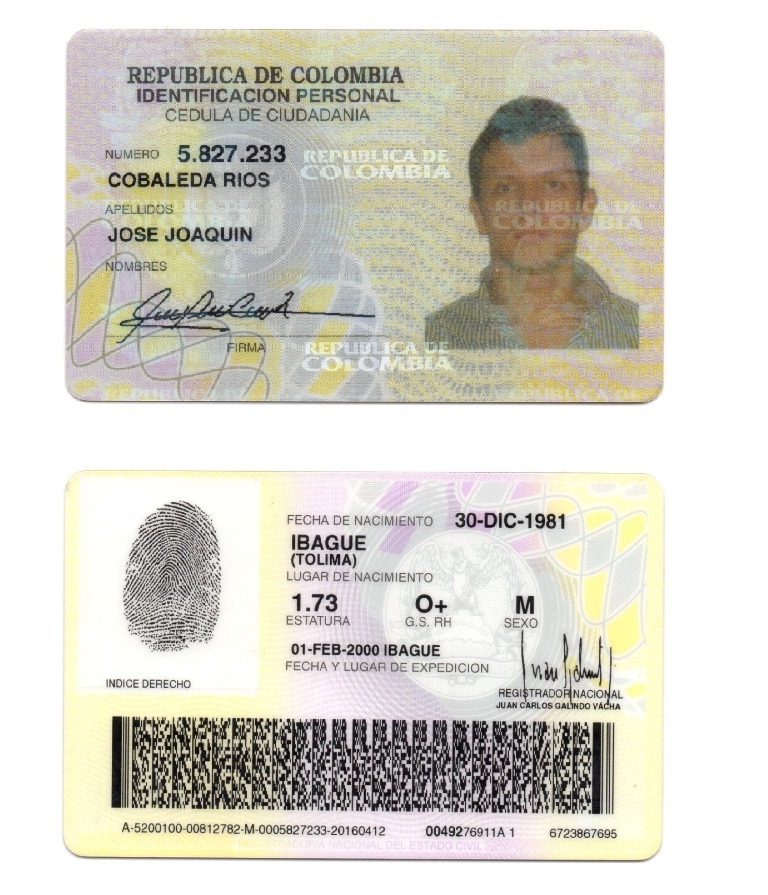 REPUBLICA DE COLOMBIA
IDENTIFICACION PERSONAL
CEDULA DE CIUDADANIA
NUMERO 5.827.233
COBALEDA RIOS
APELLIDOS
JOSE JOAQUIN
NOMBRES
FIRMA
REPUBLICA DE
COLOMBIA
REPUBLICA DE
COLOMBIA
REPUBLICA DE
COLOMBIA
FECHA DE NACIMIENTO 30-DIC-1981
IBAGUE
(TOLIMA)
LUGAR DE NACIMIENTO
1.73 O+ M
ESTATURA G.S. RH SEXO
01-FEB-2000 IBAGUE
FECHA Y LUGAR DE EXPEDICION
INDICE DERECHO
REGISTRADOR NACIONAL
JUAN CARLOS GALINDO VÁCHA
A-5200100-00812782-M-0005827233-20160412 0049276911A 1 6723867695
REGISTRADURIA NACIONAL DEL ESTADO CIVIL